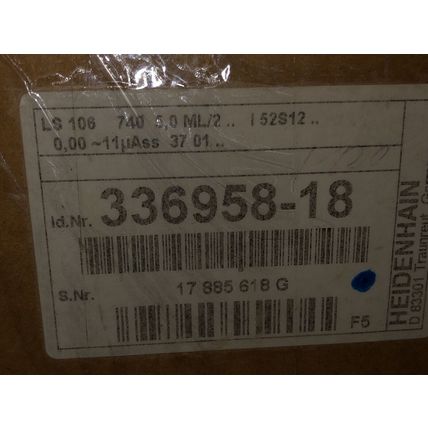 LS 106 740 5,0 ML/2 .. I 52S12 ..
0,00 ~11µAss 37 01 ..
Id.Nr. 336958-18
S.Nr. 17 885 618 G
F5
HEIDENHAIN
D 83301 Traunreut,